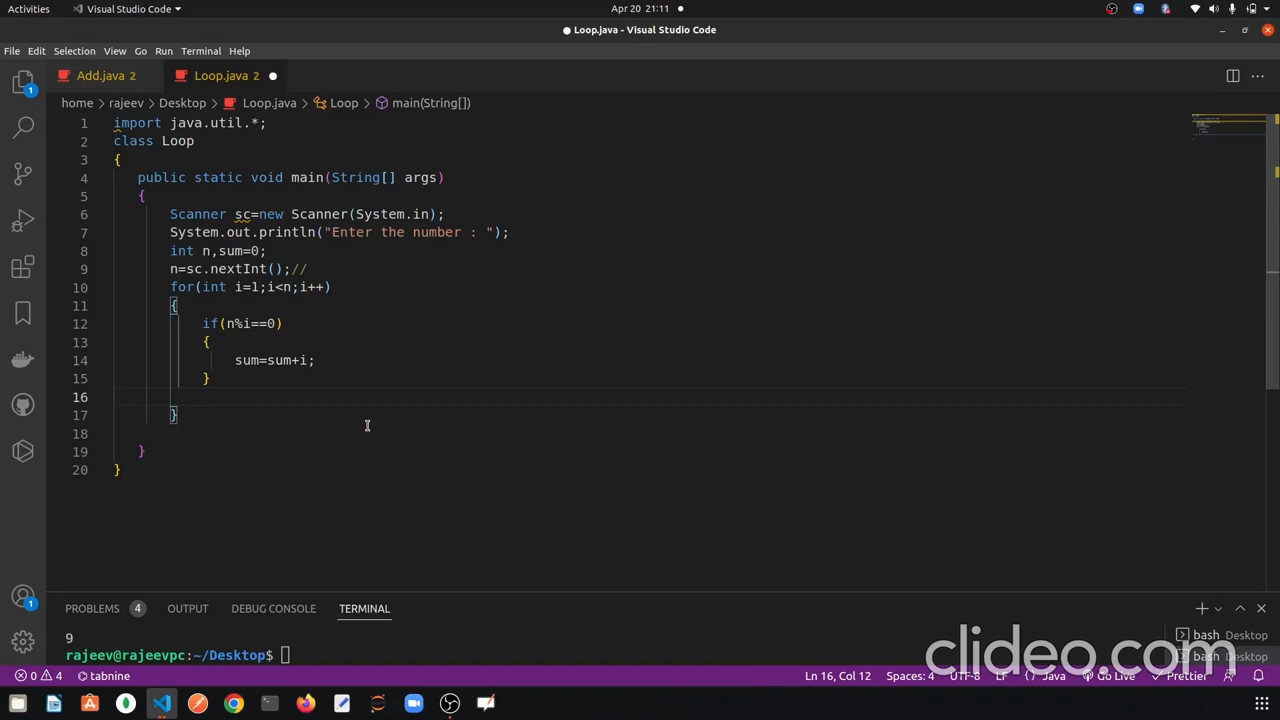 Activities
Visual Studio Code
Apr 20 21:11
Loop.java - Visual Studio Code
File Edit Selection View Go Run Terminal Help
Add.java 2
Loop.java 2
home rajeev Desktop Loop.java Loop main(String[])
1 import java.util.*;
2 class Loop
3 {
4 public static void main(String[] args)
5 {
6 Scanner sc=new Scanner(System.in);
7 System.out.println("Enter the number : ");
8 int n,sum=0;
9 n=sc.nextInt();//
10 for(int i=1;i<n;i++)
11 {
12 if(n%i==0)
13 {
14 sum=sum+i;
15 }
16
17 }
18
19 }
20 }
1
1
PROBLEMS 4 OUTPUT DEBUG CONSOLE TERMINAL
9
rajeev@rajeevpc:~/Desktop$
bash Desktop
bash Desktop
clideo.com
0 4 tabnine
Ln 16, Col 12 Spaces: 4 UTF-8 LF Java Go Live Prettier